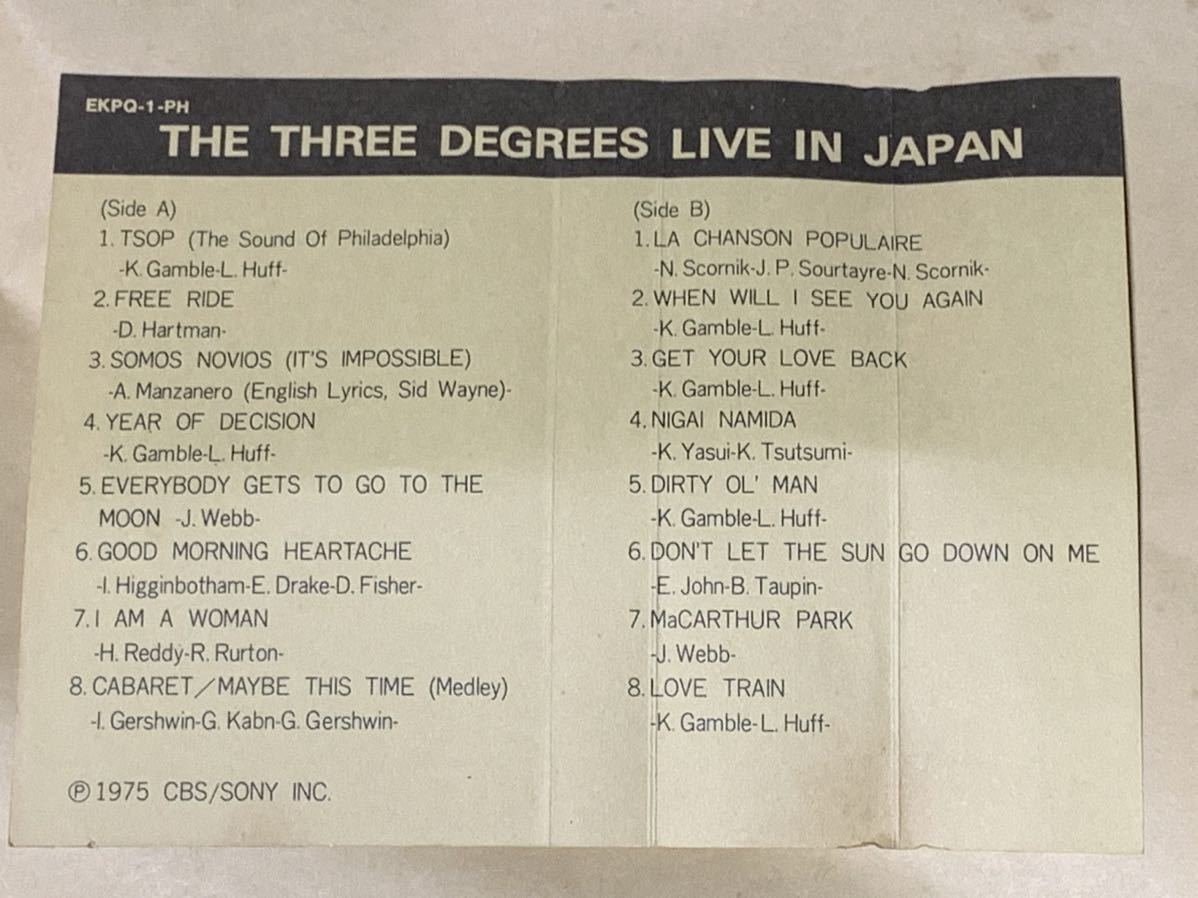 EKPQ-1-PH
THE THREE DEGREES LIVE IN JAPAN
(Side A)
1. TSOP (The Sound Of Philadelphia)
-K. Gamble-L. Huff-
2. FREE RIDE
-D. Hartman-
3. SOMOS NOVIOS (IT'S IMPOSSIBLE)
-A. Manzanero (English Lyrics, Sid Wayne)-
4. YEAR OF DECISION
-K. Gamble-L. Huff-
5. EVERYBODY GETS TO GO TO THE
MOON -J. Webb-
6. GOOD MORNING HEARTACHE
-I. Higginbotham-E. Drake-D. Fisher-
7. I AM A WOMAN
-H. Reddy-R. Rurton-
8. CABARET/MAYBE THIS TIME (Medley)
-I. Gershwin-G. Kabn-G. Gershwin-
℗ 1975 CBS/SONY INC.
(Side B)
1. LA CHANSON POPULAIRE
-N. Scornik-J. P. Sourtayre-N. Scornik-
2. WHEN WILL I SEE YOU AGAIN
-K. Gamble-L. Huff-
3. GET YOUR LOVE BACK
-K. Gamble-L. Huff-
4. NIGAI NAMIDA
-K. Yasui-K. Tsutsumi-
5. DIRTY OL' MAN
-K. Gamble-L. Huff-
6. DON'T LET THE SUN GO DOWN ON ME
-E. John-B. Taupin-
7. MaCARTHUR PARK
-J. Webb-
8. LOVE TRAIN
-K. Gamble-L. Huff-